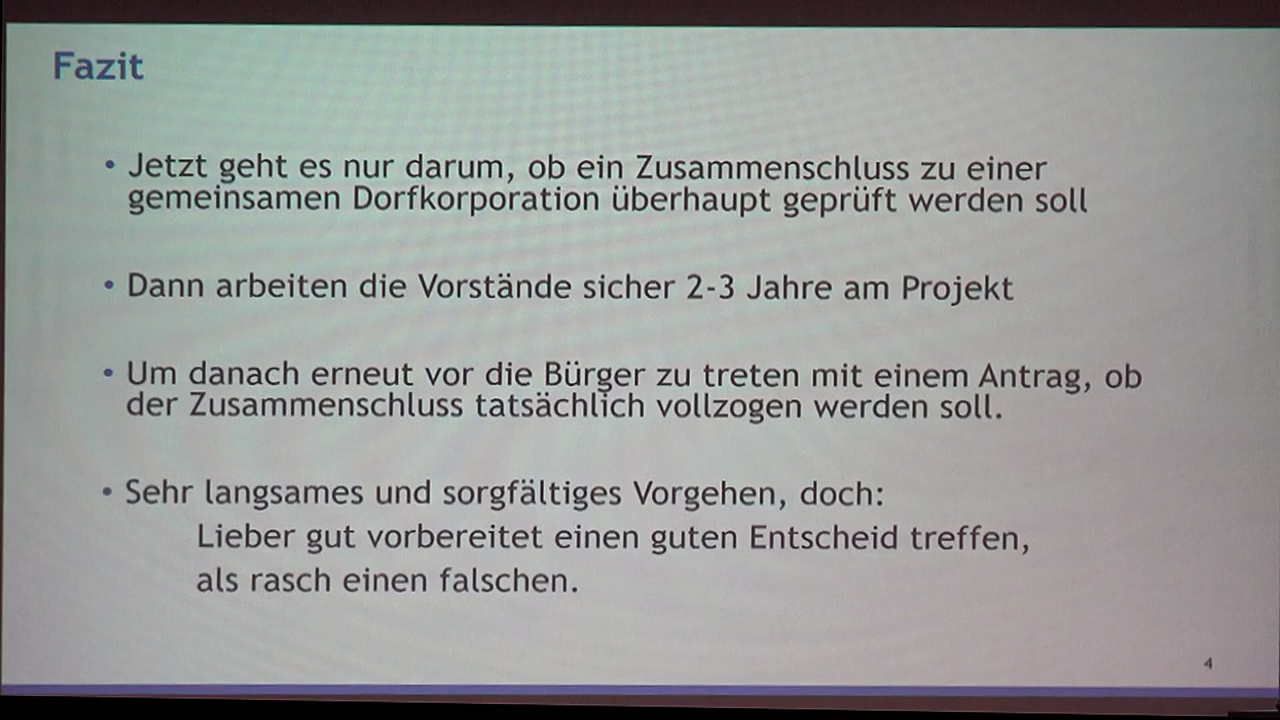 Fazit
• Jetzt geht es nur darum, ob ein Zusammenschluss zu einer
gemeinsamen Dorfkorporation überhaupt geprüft werden soll
• Dann arbeiten die Vorstände sicher 2-3 Jahre am Projekt
• Um danach erneut vor die Bürger zu treten mit einem Antrag, ob
der Zusammenschluss tatsächlich vollzogen werden soll.
• Sehr langsames und sorgfältiges Vorgehen, doch:
Lieber gut vorbereitet einen guten Entscheid treffen,
als rasch einen falschen.
4